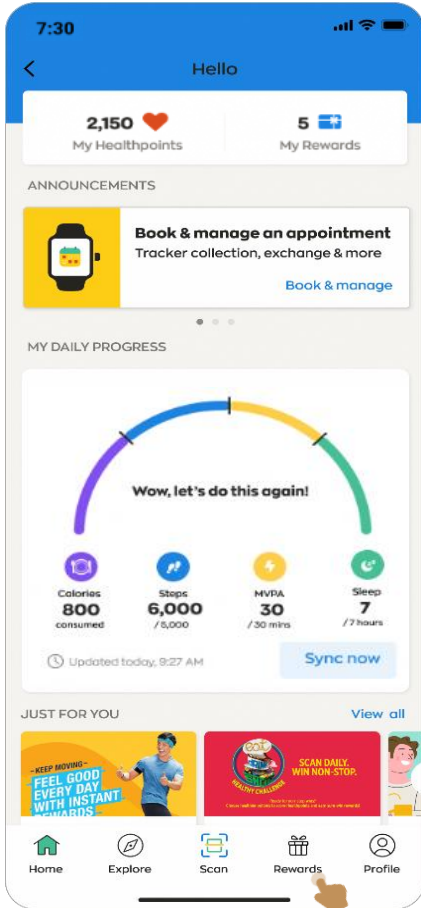 7:30
Hello
2,150
My Healthpoints
5
My Rewards
ANNOUNCEMENTS
Book & manage an appointment
Tracker collection, exchange & more
Book & manage
MY DAILY PROGRESS
Wow, let's do this again!
Calories
800
consumed
Steps
6,000
/5,000
MVPA
30
/30 mins
Sleep
7
/7 hours
Updated today, 9:27 AM
Sync now
JUST FOR YOU
View all
- KEEP MOVING -
FEEL GOOD
EVERY DAY
WITH INSTANT
REWARDS
HEALTHY CHALLENGE
SCAN DAILY.
WIN NON-STOP.
Home
Explore
Scan
Rewards
Profile